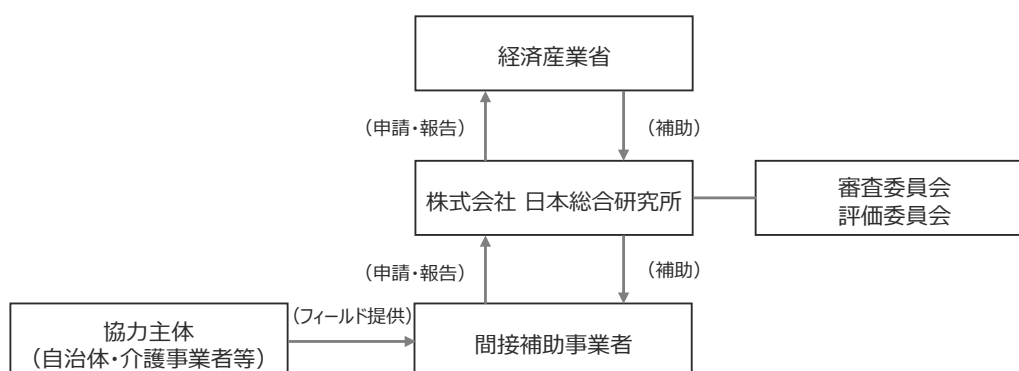 経済産業省
（申請・報告）
（補助）
株式会社 日本総合研究所
審査委員会
評価委員会
（申請・報告）
（補助）
協力主体
（自治体・介護事業者等）
（フィールド提供）
間接補助事業者